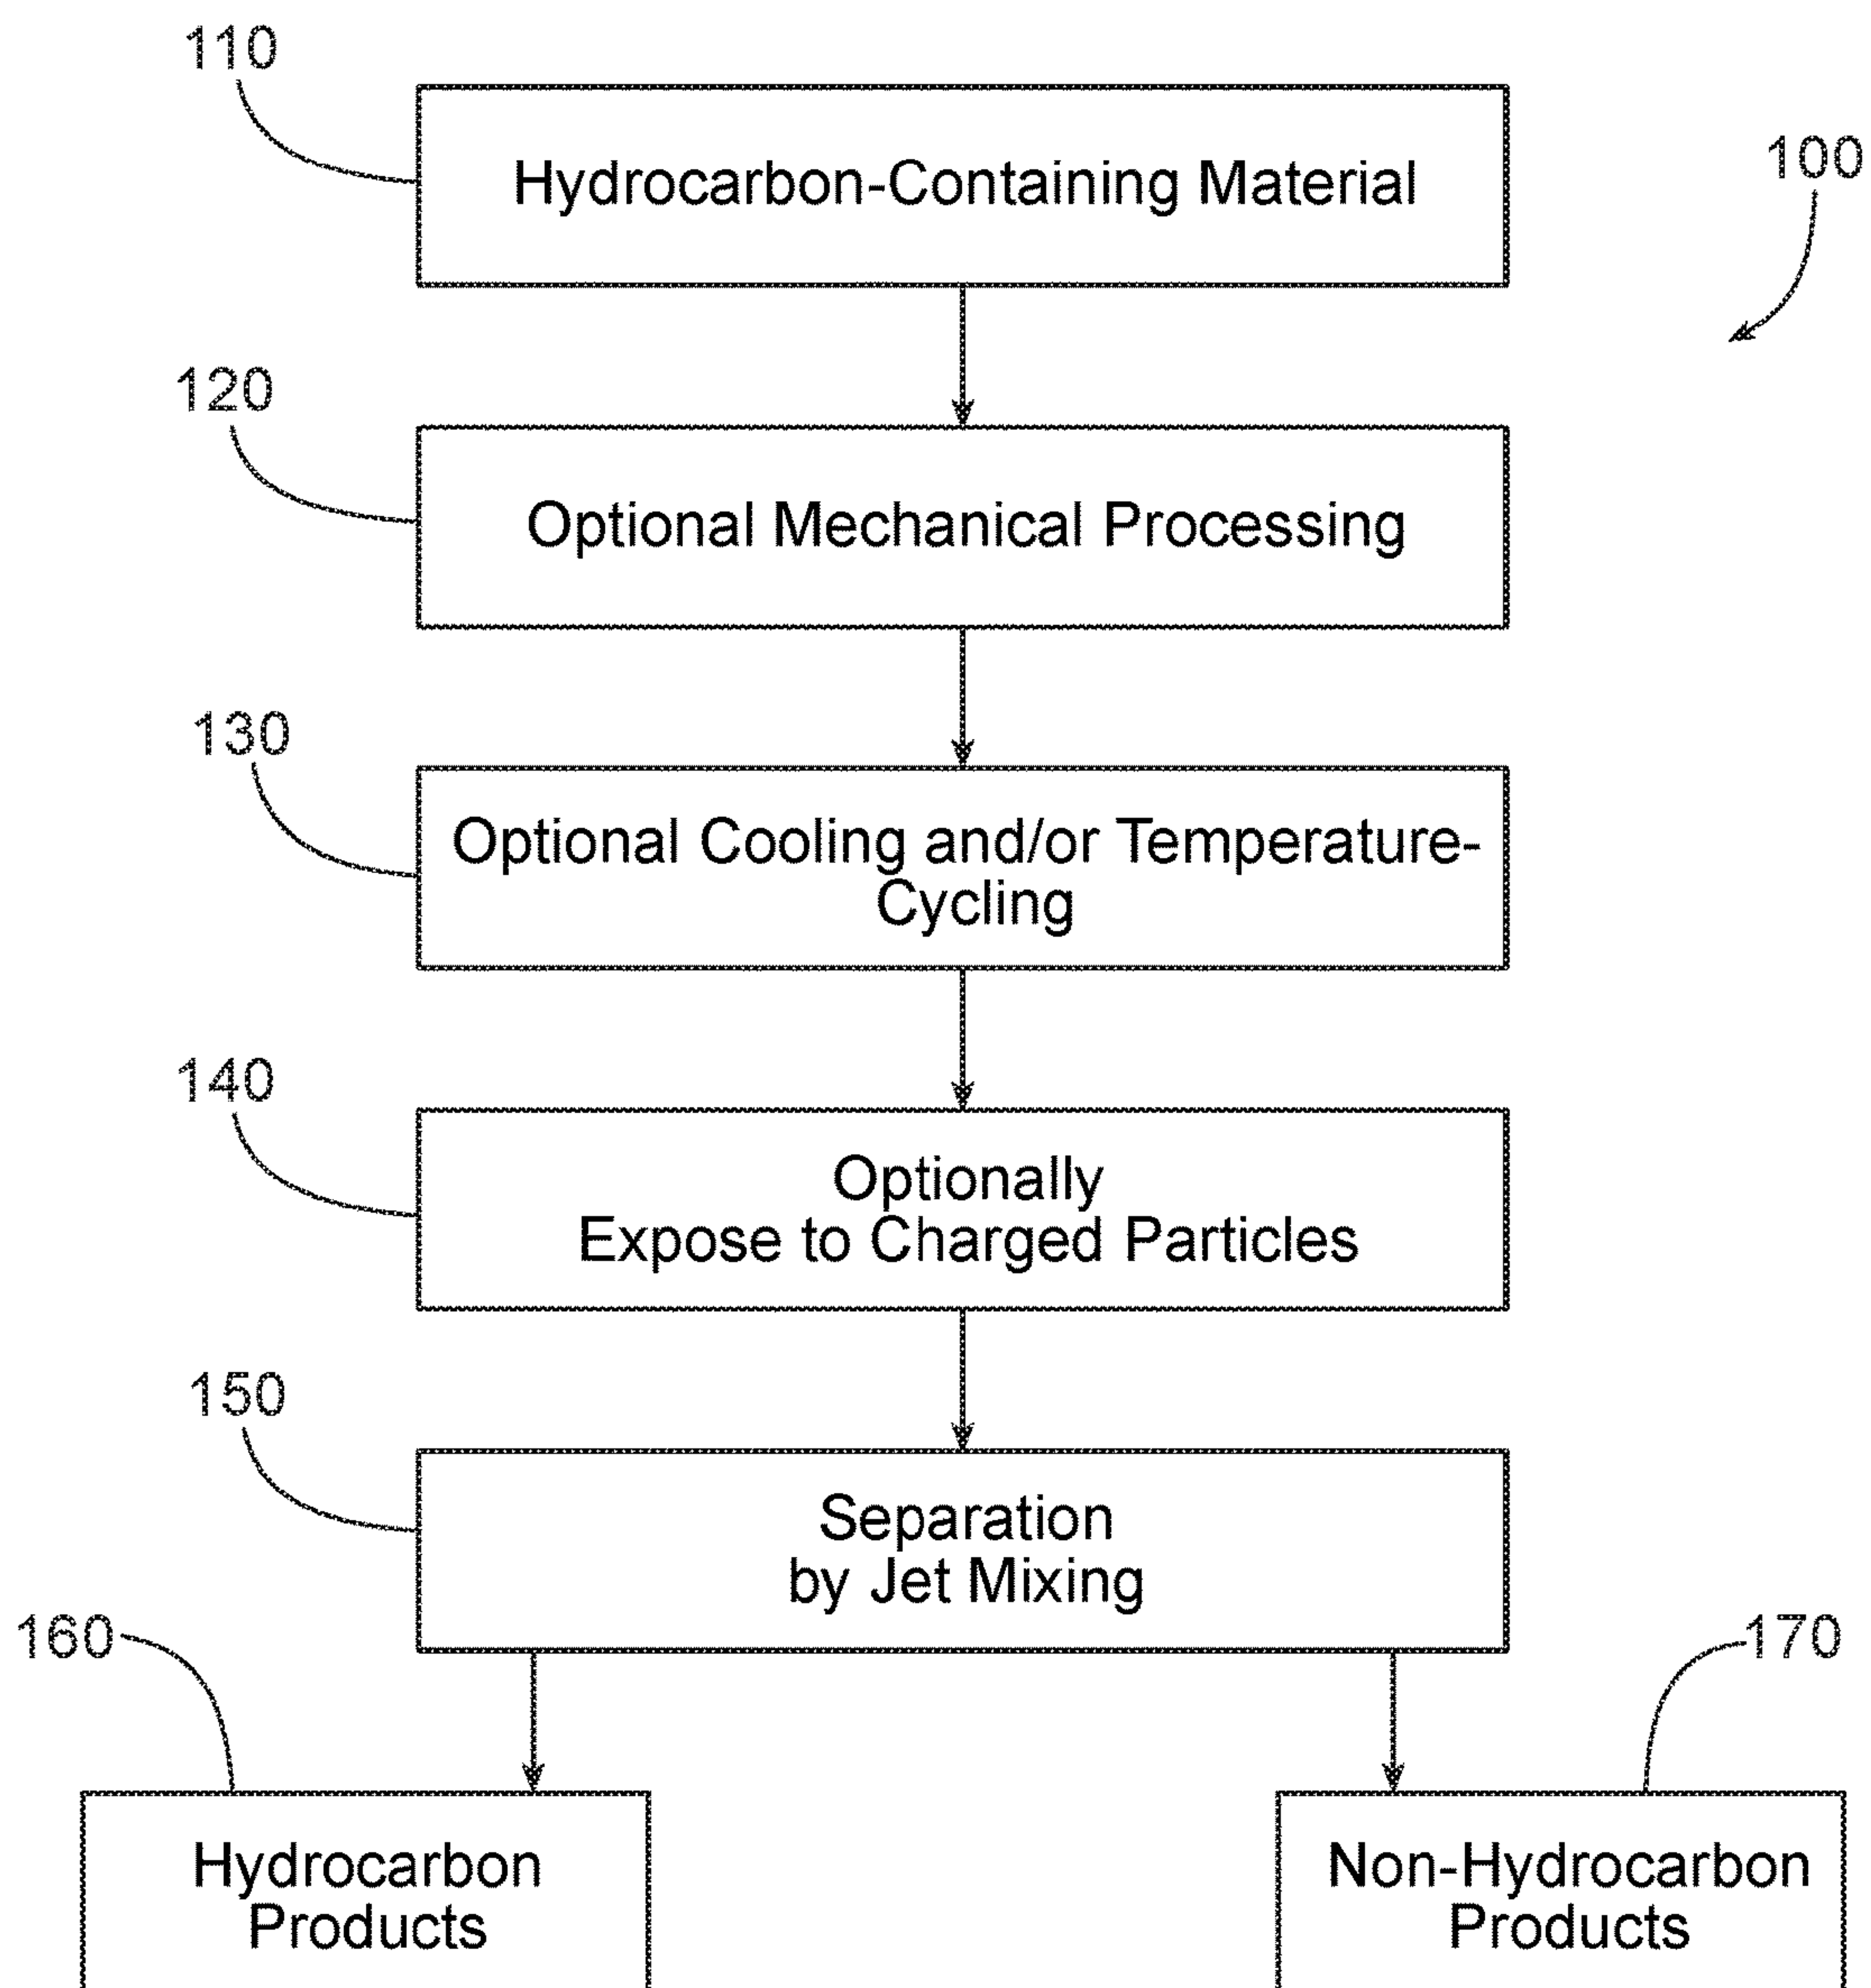 110
Hydrocarbon-Containing Material
100
120
Optional Mechanical Processing
130
Optional Cooling and/or Temperature-
Cycling
140
Optionally
Expose to Charged Particles
150
Separation
by Jet Mixing
160
170
Hydrocarbon
Products
Non-Hydrocarbon
Products